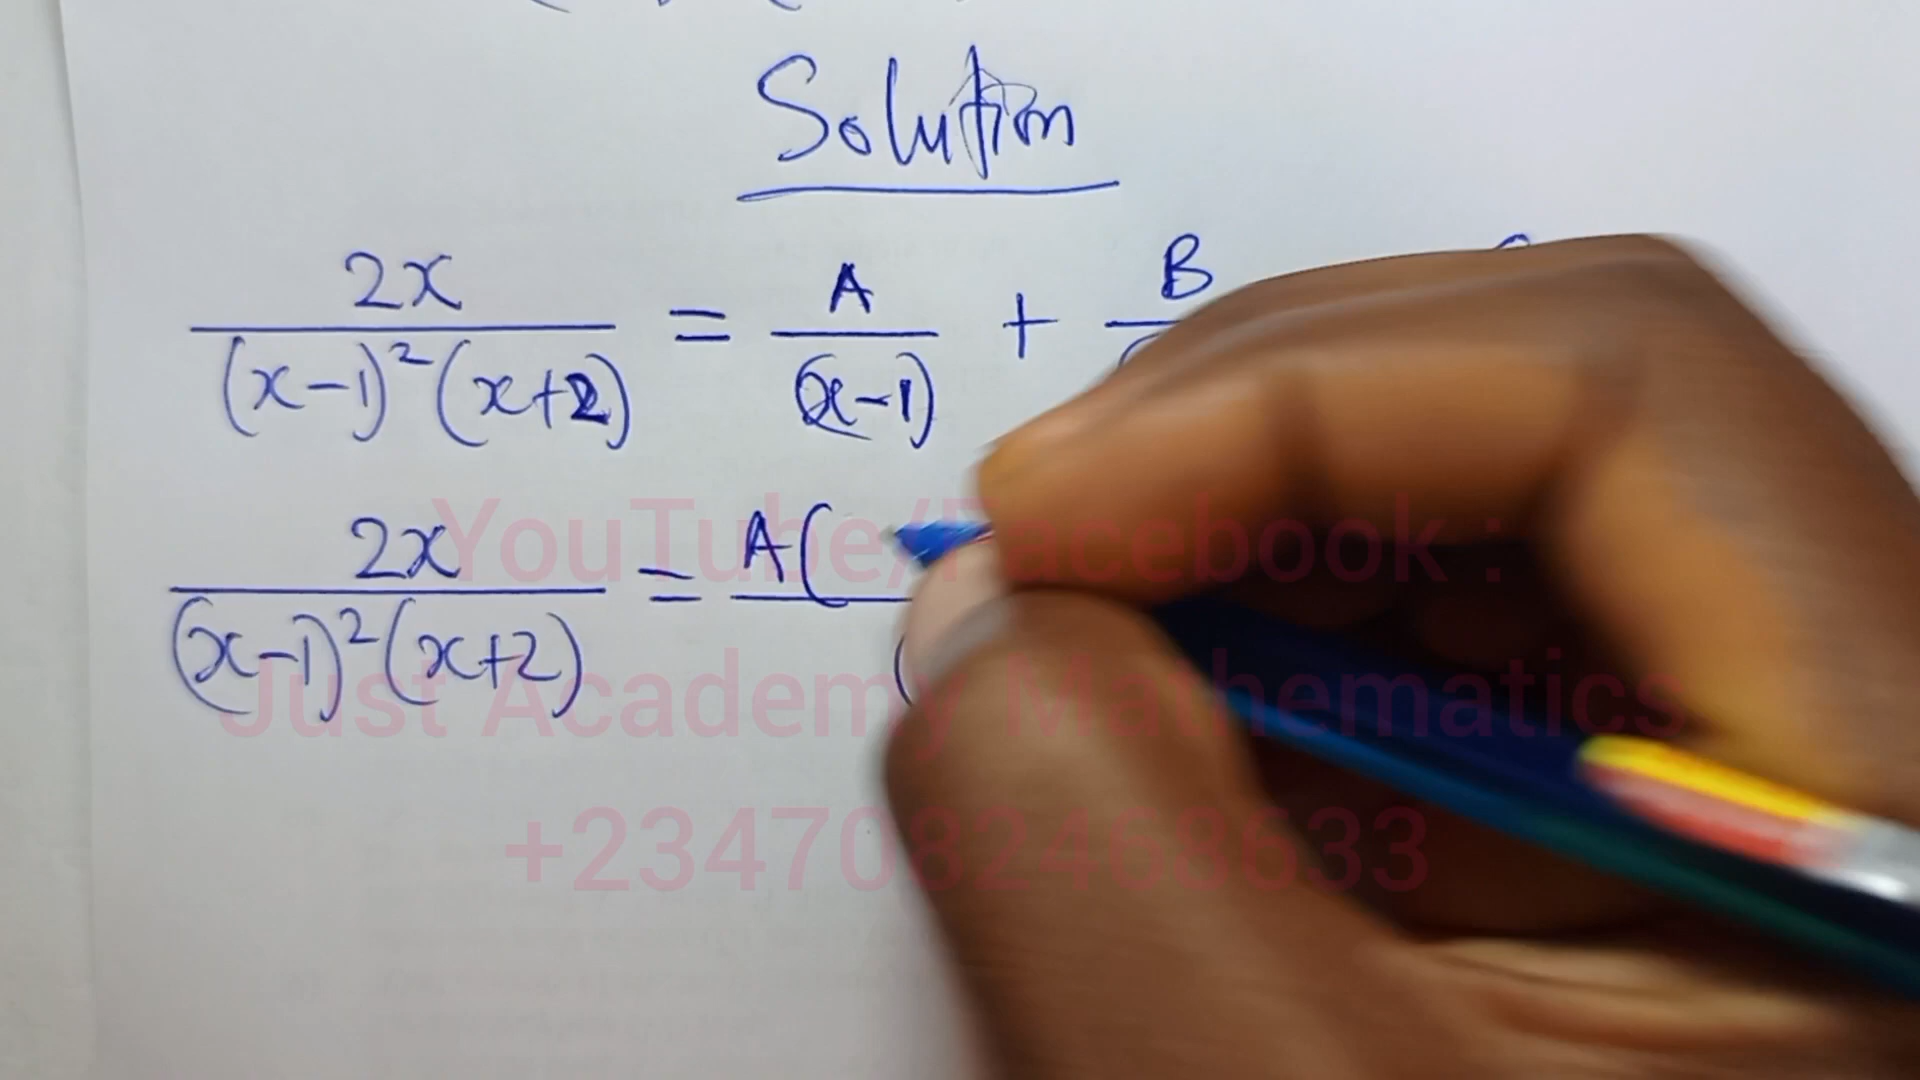 Solution
2x / (x-1)²(x+2) = A / (x-1) + B / (
2x / (x-1)²(x+2) = A( / (
YouTube/Facebook :
Just Academy Mathematics
+2347082468633